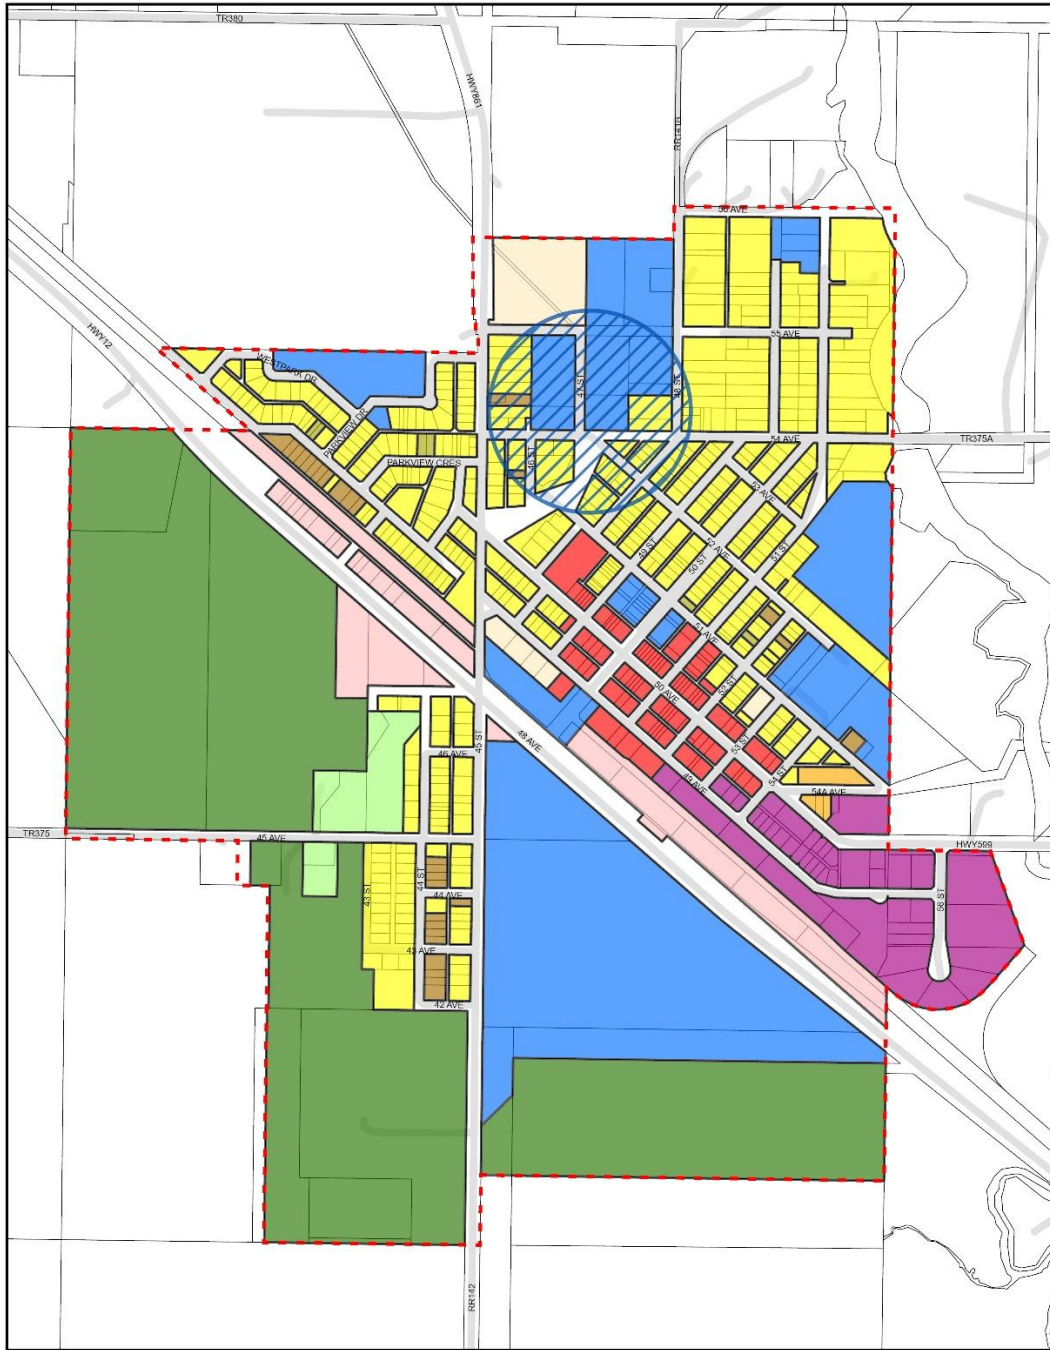 TR380
HWY861
RR141B
56 AVE
HWY12
55 AVE
WESTPARK DR
47 ST
48 ST
PARKVIEW DR
54 AVE
TR375A
PARKVIEW CRES
46 ST
53 AVE
52 AVE
49 ST
51 ST
50 ST
51 AVE
52 ST
50 AVE
45 ST
48 AVE
53 ST
46 AVE
54 ST
49 AVE
54A AVE
TR375
45 AVE
HWY599
43 ST
44 ST
44 AVE
56 ST
43 AVE
42 AVE
RR142